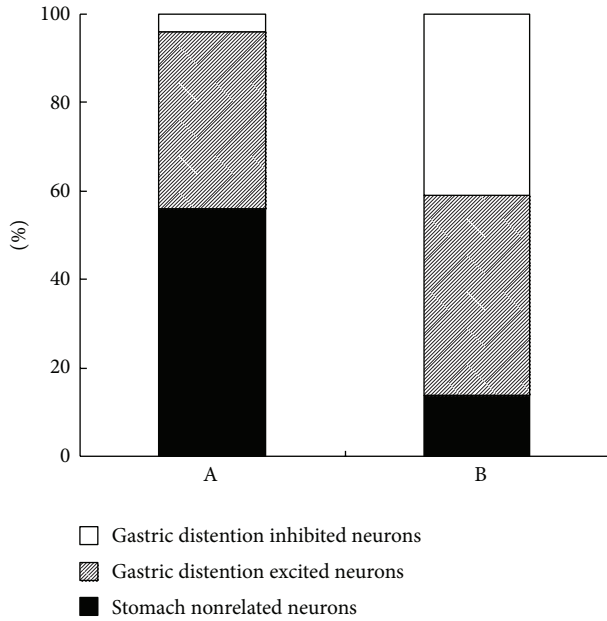 100
80
60
40
20
0
(%)
A B
Gastric distention inhibited neurons
Gastric distention excited neurons
Stomach nonrelated neurons